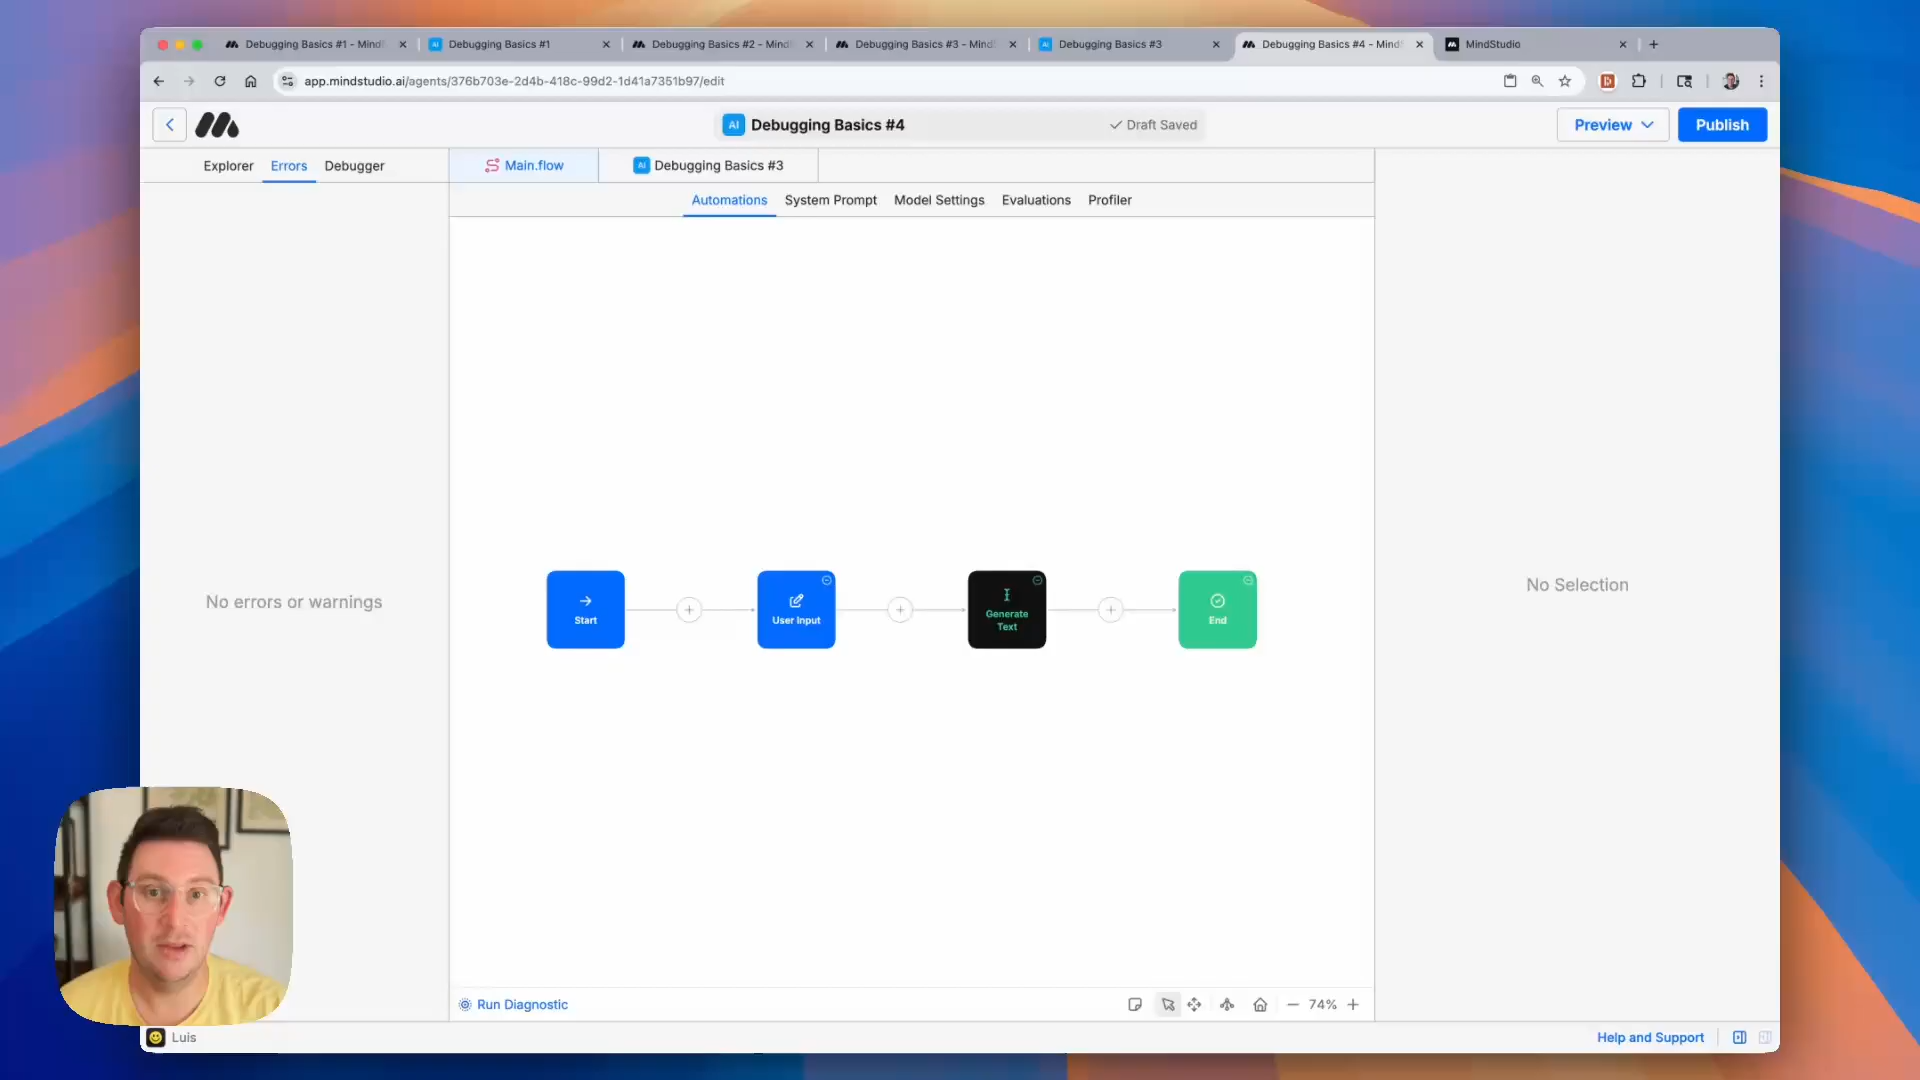 Debugging Basics #1 - Mind
Debugging Basics #1
Debugging Basics #2 - Mind
Debugging Basics #3 - Mind
Debugging Basics #3
Debugging Basics #4 - Mind
MindStudio
app.mindstudio.ai/agents/376b703e-2d4b-418c-99d2-1d41a7351b97/edit
AI Debugging Basics #4
Draft Saved
Preview
Publish
Explorer Errors Debugger
Main.flow
AI Debugging Basics #3
Automations System Prompt Model Settings Evaluations Profiler
No errors or warnings
Start
User Input
Generate
Text
End
No Selection
Run Diagnostic
74%
Luis
Help and Support